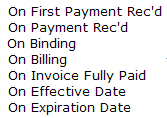 On First Payment Rec'd
On Payment Rec'd
On Binding
On Billing
On Invoice Fully Paid
On Effective Date
On Expiration Date